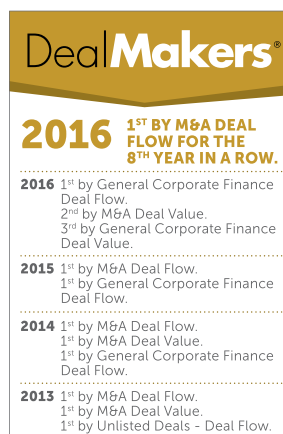 DealMakers®
2016 1ST BY M&A DEAL
FLOW FOR THE
8TH YEAR IN A ROW.
2016 1st by General Corporate Finance
Deal Flow.
2nd by M&A Deal Value.
3rd by General Corporate Finance
Deal Value.
2015 1st by M&A Deal Flow.
1st by General Corporate Finance
Deal Flow.
2014 1st by M&A Deal Flow.
1st by M&A Deal Value.
1st by General Corporate Finance
Deal Flow.
2013 1st by M&A Deal Flow.
1st by M&A Deal Value.
1st by Unlisted Deals - Deal Flow.